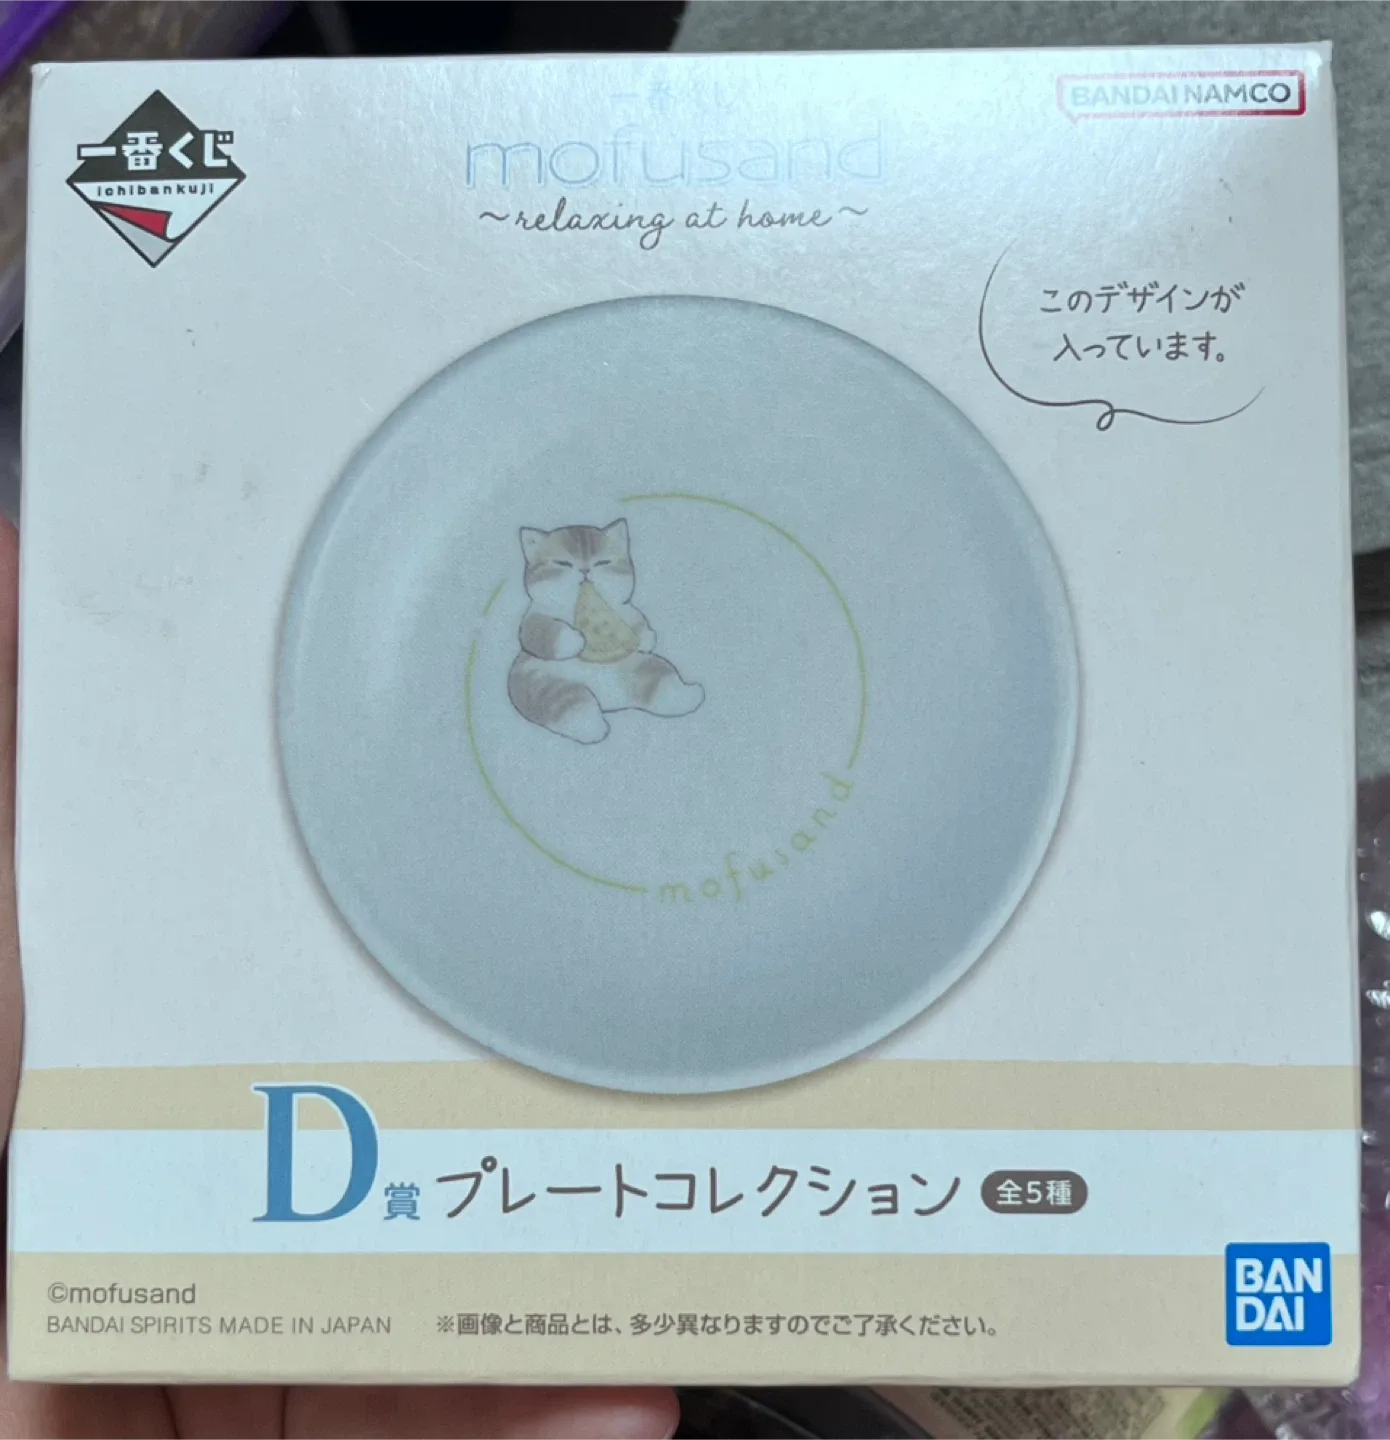 一番くじ
ichibankuji
一番くじ
mofusand
~relaxing at home~
BANDAI NAMCO
このデザインが
入っています。
mofusand
D賞 プレートコレクション 全5種
©mofusand
BANDAI SPIRITS MADE IN JAPAN
※画像と商品とは、多少異なりますのでご了承ください。
BAN
DAI